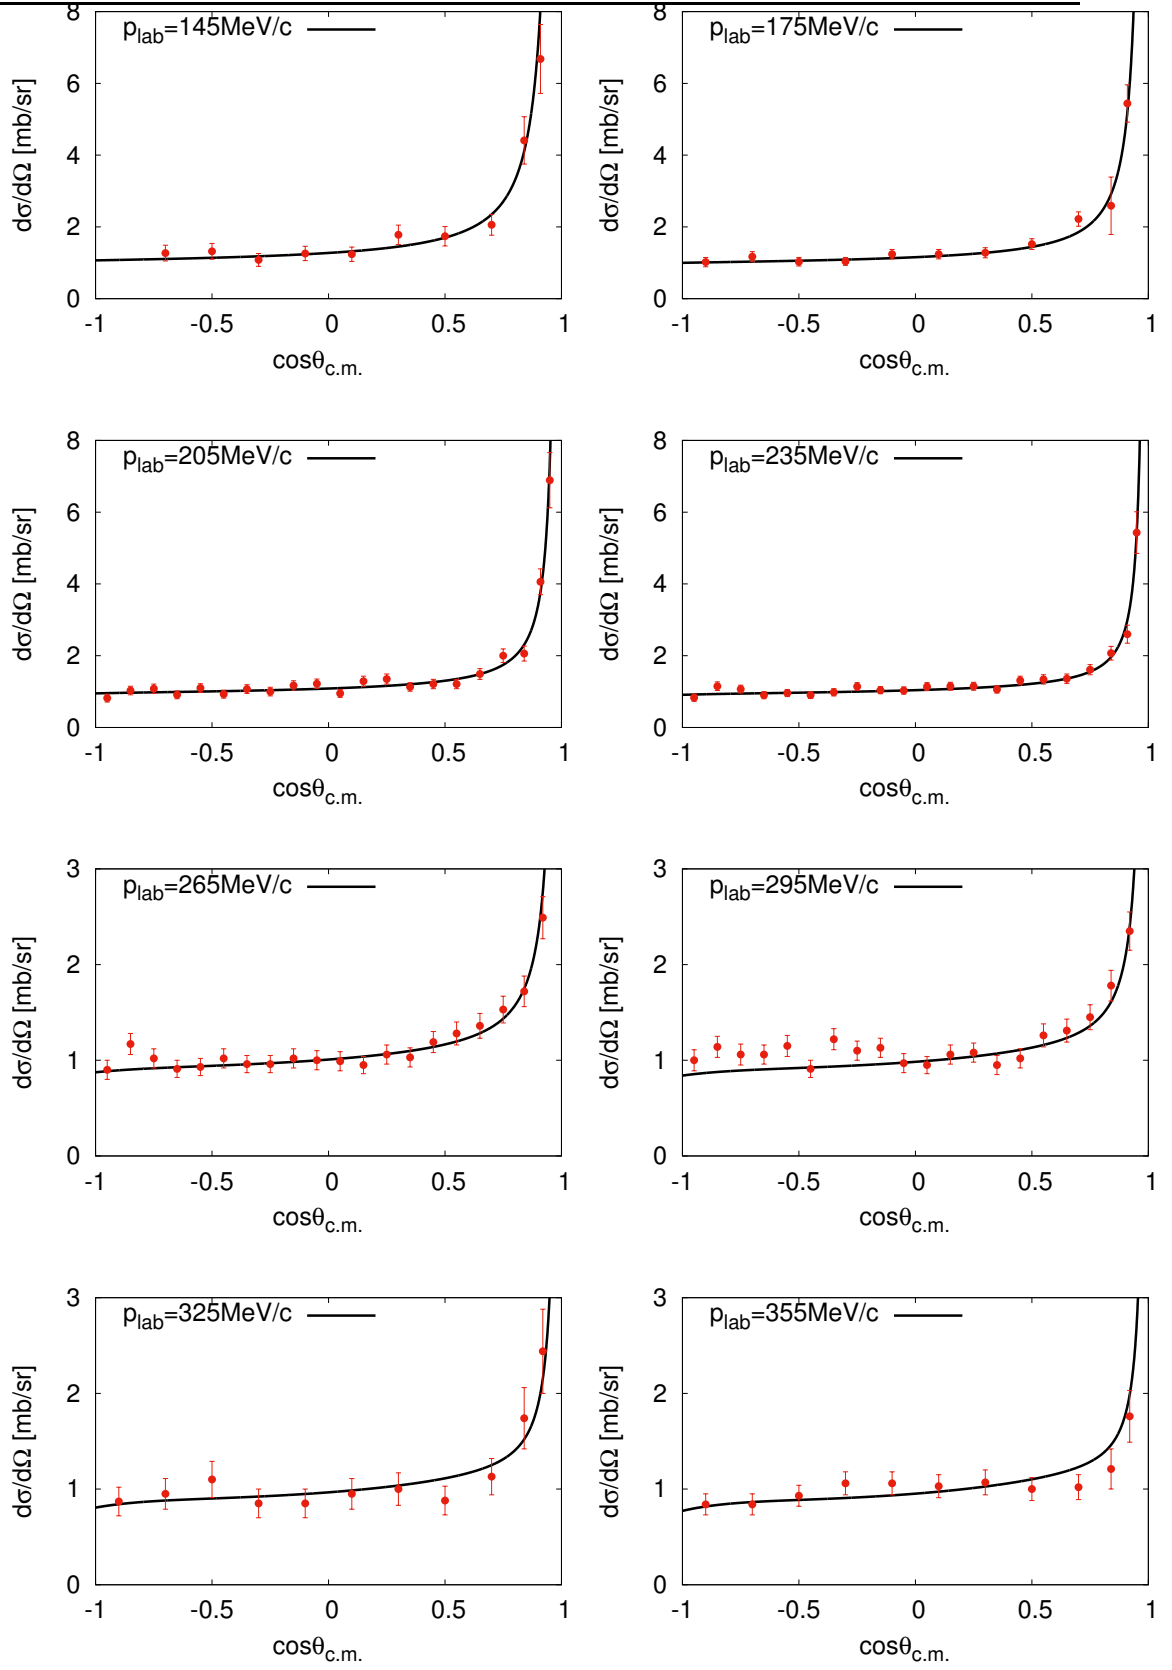 8
p_lab=145MeV/c
6
4
2
0
-1 -0.5 0 0.5 1
dσ/dΩ [mb/sr]
cosθ_c.m.
8
p_lab=175MeV/c
6
4
2
0
-1 -0.5 0 0.5 1
dσ/dΩ [mb/sr]
cosθ_c.m.
8
p_lab=205MeV/c
6
4
2
0
-1 -0.5 0 0.5 1
dσ/dΩ [mb/sr]
cosθ_c.m.
8
p_lab=235MeV/c
6
4
2
0
-1 -0.5 0 0.5 1
dσ/dΩ [mb/sr]
cosθ_c.m.
3
p_lab=265MeV/c
2
1
0
-1 -0.5 0 0.5 1
dσ/dΩ [mb/sr]
cosθ_c.m.
3
p_lab=295MeV/c
2
1
0
-1 -0.5 0 0.5 1
dσ/dΩ [mb/sr]
cosθ_c.m.
3
p_lab=325MeV/c
2
1
0
-1 -0.5 0 0.5 1
dσ/dΩ [mb/sr]
cosθ_c.m.
3
p_lab=355MeV/c
2
1
0
-1 -0.5 0 0.5 1
dσ/dΩ [mb/sr]
cosθ_c.m.